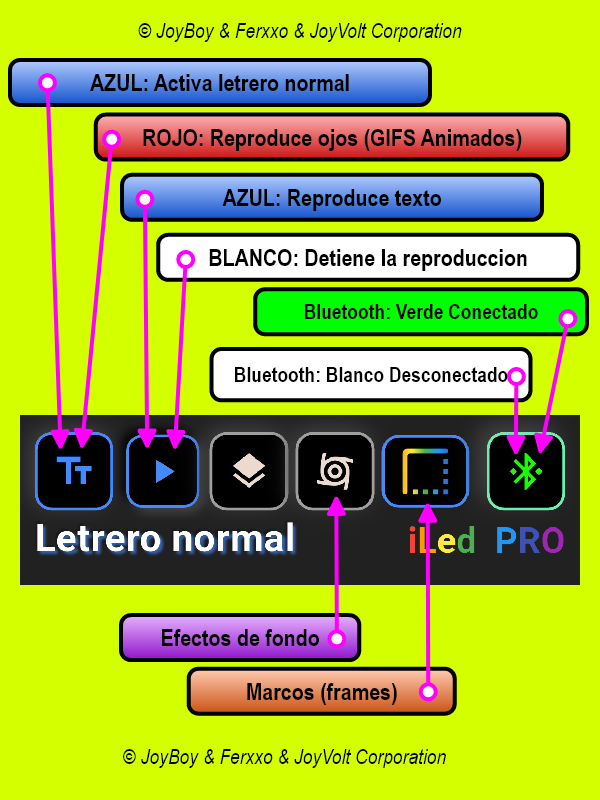 © JoyBoy & Ferxxo & JoyVolt Corporation
AZUL: Activa letrero normal
ROJO: Reproduce ojos (GIFS Animados)
AZUL: Reproduce texto
BLANCO: Detiene la reproduccion
Bluetooth: Verde Conectado
Bluetooth: Blanco Desconectado
TT
Letrero normal
iLed PRO
Efectos de fondo
Marcos (frames)
© JoyBoy & Ferxxo & JoyVolt Corporation